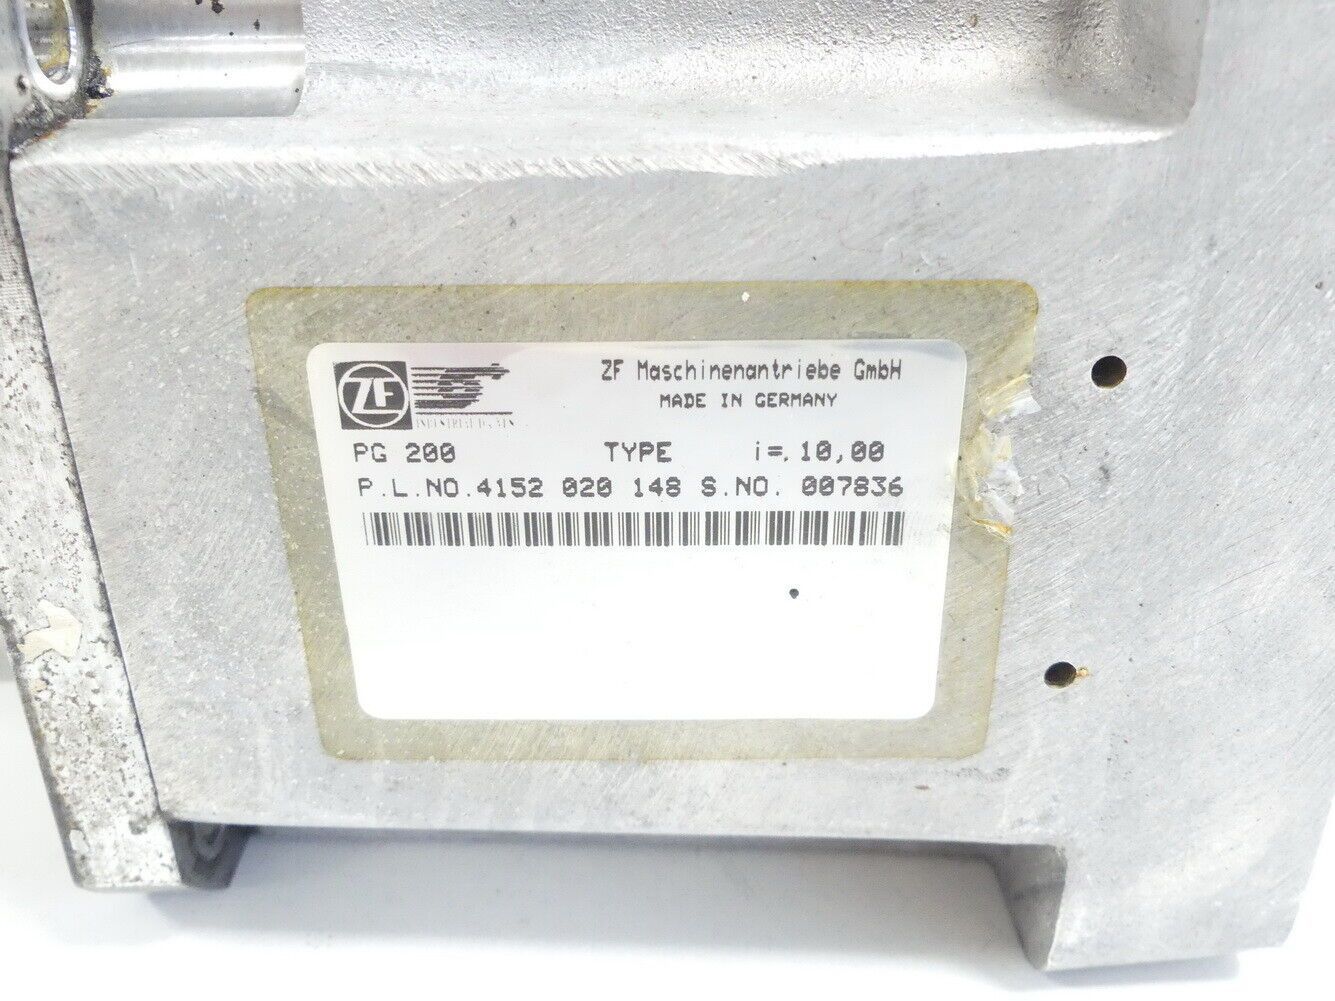 ZF
ZF Maschinenantriebe GmbH
MADE IN GERMANY
PG 200 TYPE i=. 10,00
P.L.NO.4152 020 148 S.NO. 007836